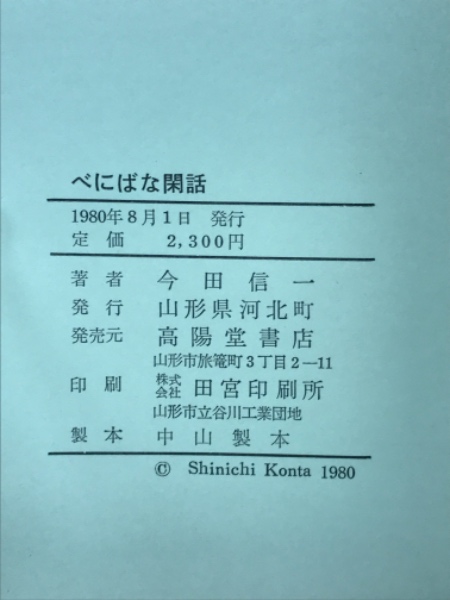 べにばな閑話
1980年8月1日 発行
定価 2,300円
著者 今田信一
発行 山形県河北町
発売元 高陽堂書店
山形市旅篭町3丁目2―11
印刷 株式会社 田宮印刷所
山形市立谷川工業団地
製本 中山製本
© Shinichi Konta 1980